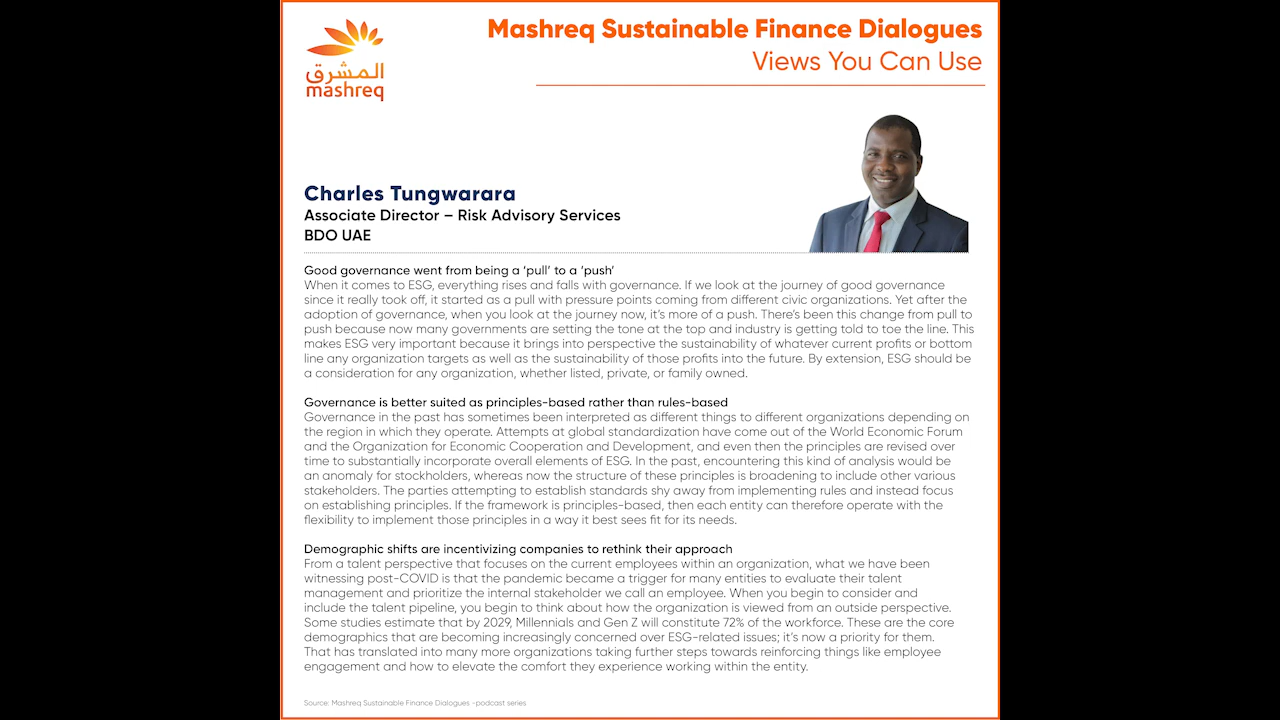 Mashreq Sustainable Finance Dialogues
Views You Can Use
المشرق
mashreq
Charles Tungwarara
Associate Director – Risk Advisory Services
BDO UAE
Good governance went from being a ‘pull’ to a ‘push’
When it comes to ESG, everything rises and falls with governance. If we look at the journey of good governance
since it really took off, it started as a pull with pressure points coming from different civic organizations. Yet after the
adoption of governance, when you look at the journey now, it’s more of a push. There’s been this change from pull to
push because now many governments are setting the tone at the top and industry is getting told to toe the line. This
makes ESG very important because it brings into perspective the sustainability of whatever current profits or bottom
line any organization targets as well as the sustainability of those profits into the future. By extension, ESG should be
a consideration for any organization, whether listed, private, or family owned.
Governance is better suited as principles-based rather than rules-based
Governance in the past has sometimes been interpreted as different things to different organizations depending on
the region in which they operate. Attempts at global standardization have come out of the World Economic Forum
and the Organization for Economic Cooperation and Development, and even then the principles are revised over
time to substantially incorporate overall elements of ESG. In the past, encountering this kind of analysis would be
an anomaly for stockholders, whereas now the structure of these principles is broadening to include other various
stakeholders. The parties attempting to establish standards shy away from implementing rules and instead focus
on establishing principles. If the framework is principles-based, then each entity can therefore operate with the
flexibility to implement those principles in a way it best sees fit for its needs.
Demographic shifts are incentivizing companies to rethink their approach
From a talent perspective that focuses on the current employees within an organization, what we have been
witnessing post-COVID is that the pandemic became a trigger for many entities to evaluate their talent
management and prioritize the internal stakeholder we call an employee. When you begin to consider and
include the talent pipeline, you begin to think about how the organization is viewed from an outside perspective.
Some studies estimate that by 2029, Millennials and Gen Z will constitute 72% of the workforce. These are the core
demographics that are becoming increasingly concerned over ESG-related issues; it’s now a priority for them.
That has translated into many more organizations taking further steps towards reinforcing things like employee
engagement and how to elevate the comfort they experience working within the entity.
Source: Mashreq Sustainable Finance Dialogues -podcast series